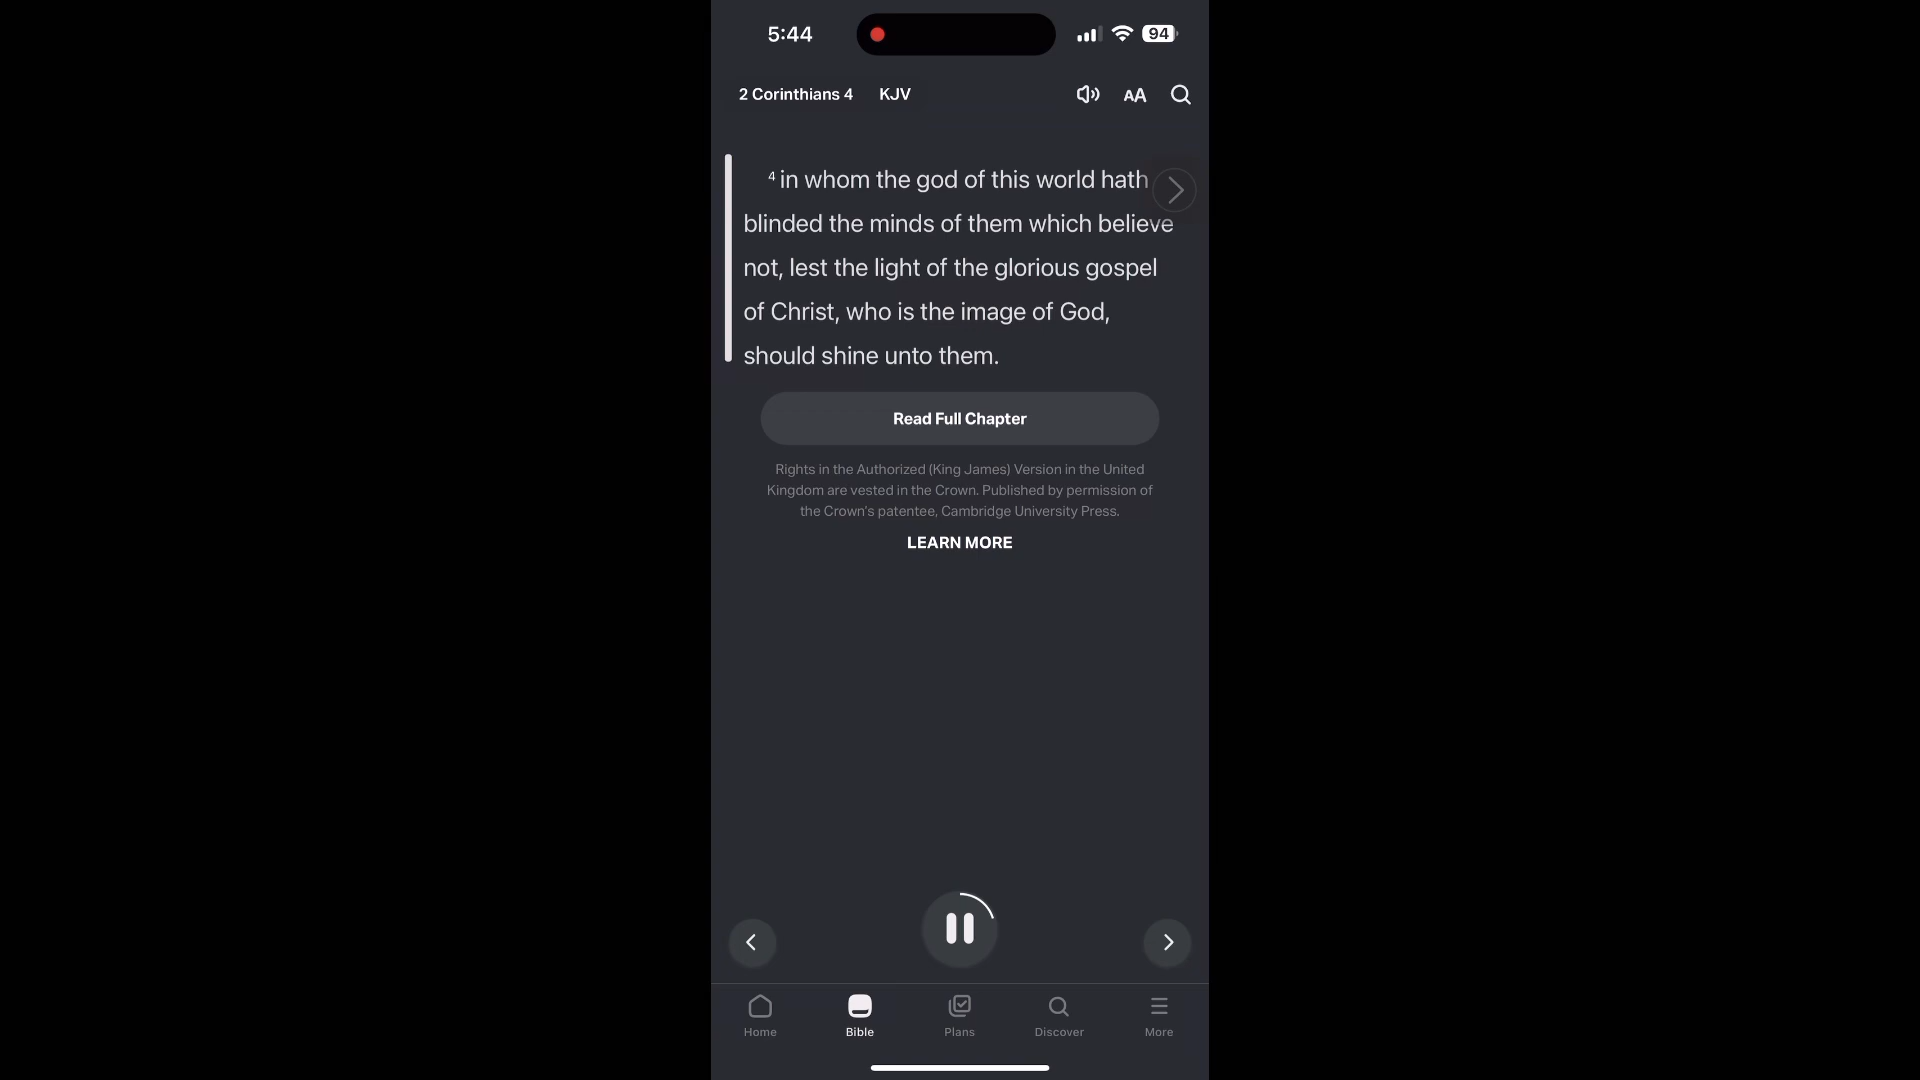 5:44
94
2 Corinthians 4 KJV
AA
4 in whom the god of this world hath
blinded the minds of them which believe
not, lest the light of the glorious gospel
of Christ, who is the image of God,
should shine unto them.
Read Full Chapter
Rights in the Authorized (King James) Version in the United
Kingdom are vested in the Crown. Published by permission of
the Crown's patentee, Cambridge University Press.
LEARN MORE
Home Bible Plans Discover More